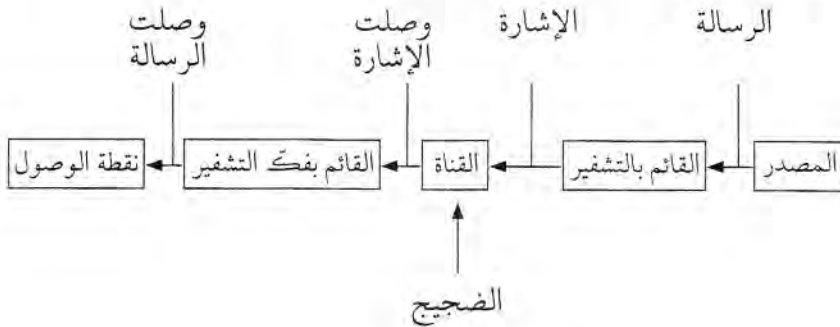 الرسالة
الإشارة
وصلت
الإشارة
وصلت
الرسالة
المصدر
القائم بالتشفير
القناة
القائم بفكّ التشفير
نقطة الوصول
الضجيج